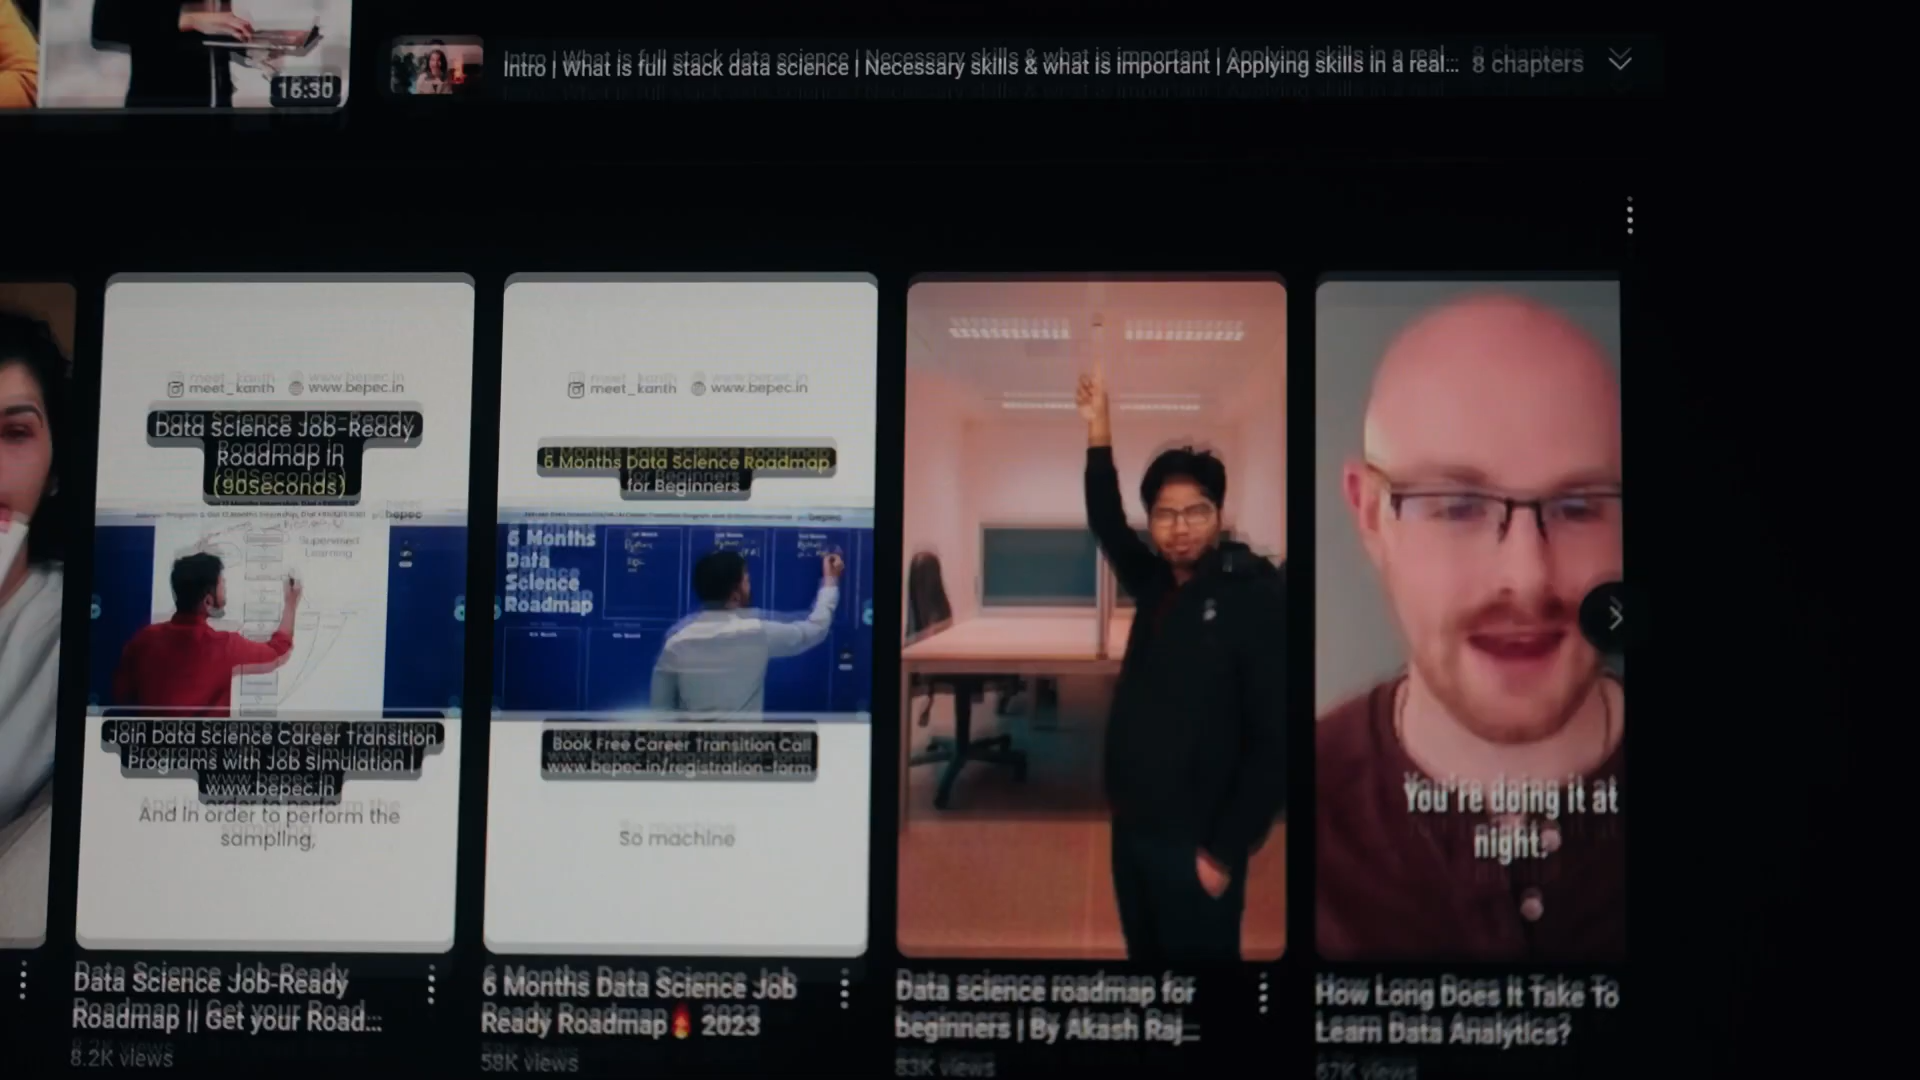 16:30
Intro | What is full stack data science | Necessary skills & what is important | Applying skills in a real... 8 chapters
meet_kanth www.bepec.in
Data Science Job-Ready
Roadmap in
(90Seconds)
bepec
Supervised
Learning
Join Data Science Career Transition
Programs with Job Simulation |
www.bepec.in
And in order to perform the
sampling,
meet_kanth www.bepec.in
6 Months Data Science Roadmap
for Beginners
6 Months
Data
Science
Roadmap
Book Free Career Transition Call
www.bepec.in/registration-form
So machine
You're doing it at
night.
Data Science Job-Ready
Roadmap || Get your Road...
8.2K views
6 Months Data Science Job
Ready Roadmap🔥 2023
58K views
Data science roadmap for
beginners | By Akash Raj...
83K views
How Long Does It Take To
Learn Data Analytics?
67K views